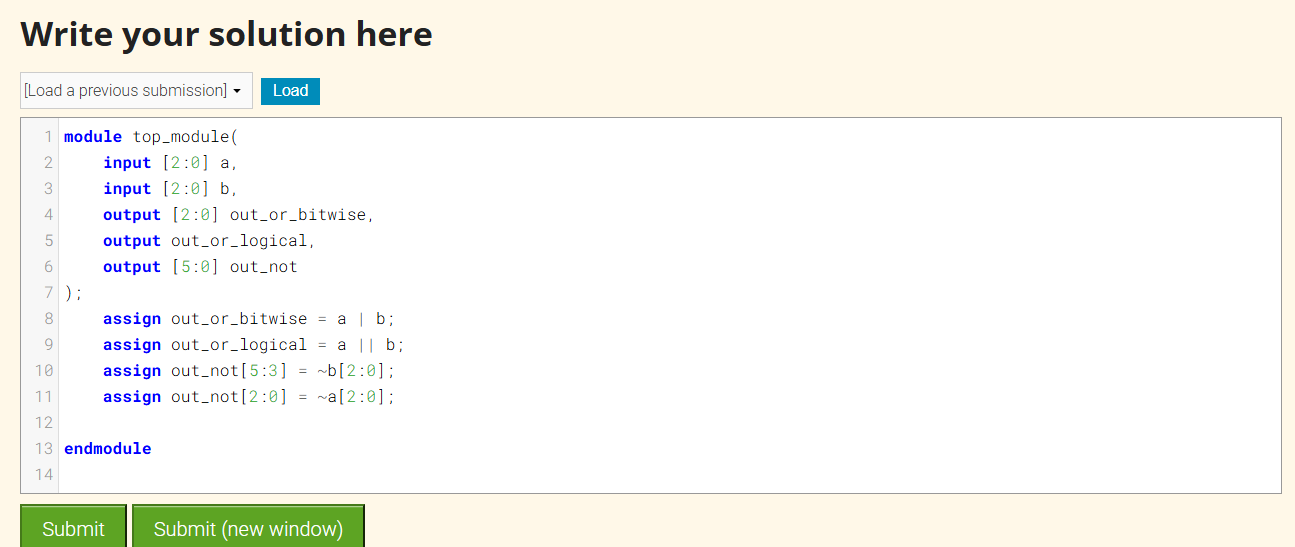 Write your solution here
[Load a previous submission] Load
1 module top_module(
2     input [2:0] a,
3     input [2:0] b,
4     output [2:0] out_or_bitwise,
5     output out_or_logical,
6     output [5:0] out_not
7 );
8     assign out_or_bitwise = a | b;
9     assign out_or_logical = a || b;
10     assign out_not[5:3] = ~b[2:0];
11     assign out_not[2:0] = ~a[2:0];
12
13 endmodule
14
Submit Submit (new window)